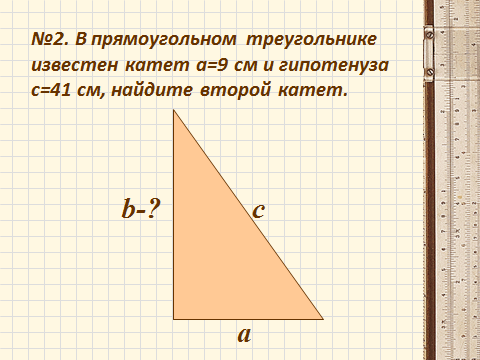 №2. В прямоугольном треугольнике
известен катет a=9 см и гипотенуза
c=41 см, найдите второй катет.
b-?
c
a